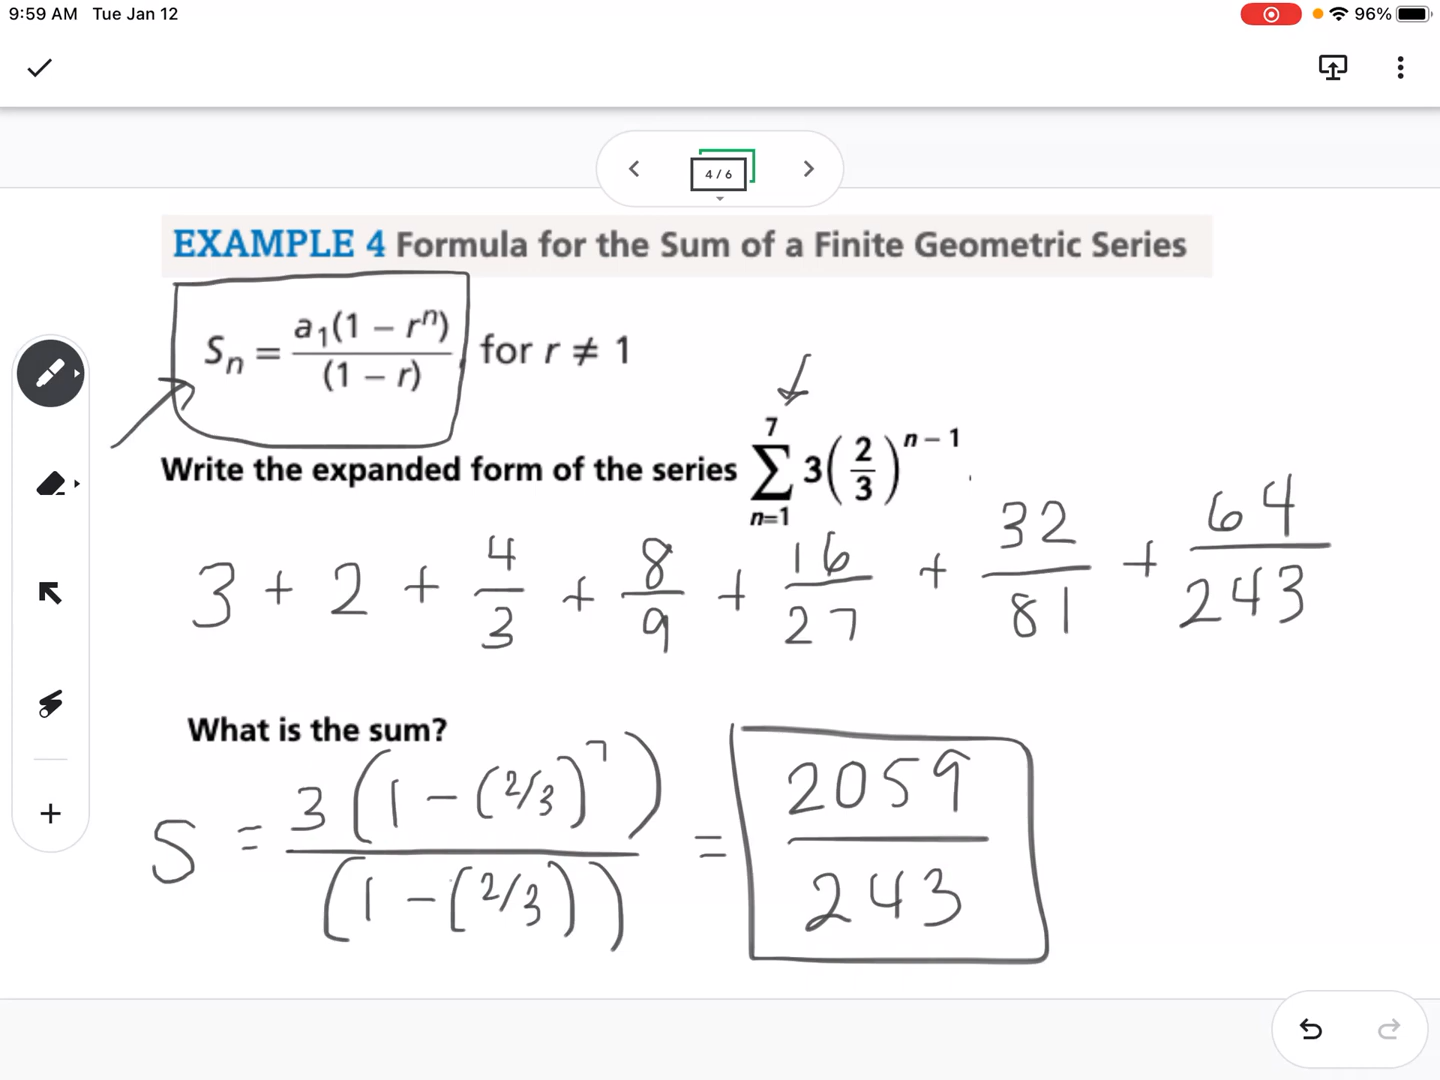 9:59 AM Tue Jan 12 96%
4 / 6
EXAMPLE 4 Formula for the Sum of a Finite Geometric Series
Sₙ = a₁(1 − rⁿ) / (1 − r) for r ≠ 1
Write the expanded form of the series ∑ n=1 7 3(2/3)ⁿ⁻¹.
3 + 2 + 4/3 + 8/9 + 16/27 + 32/81 + 64/243
What is the sum?
S = 3(1 − (2/3)⁷) / (1 − (2/3)) = 2059/243